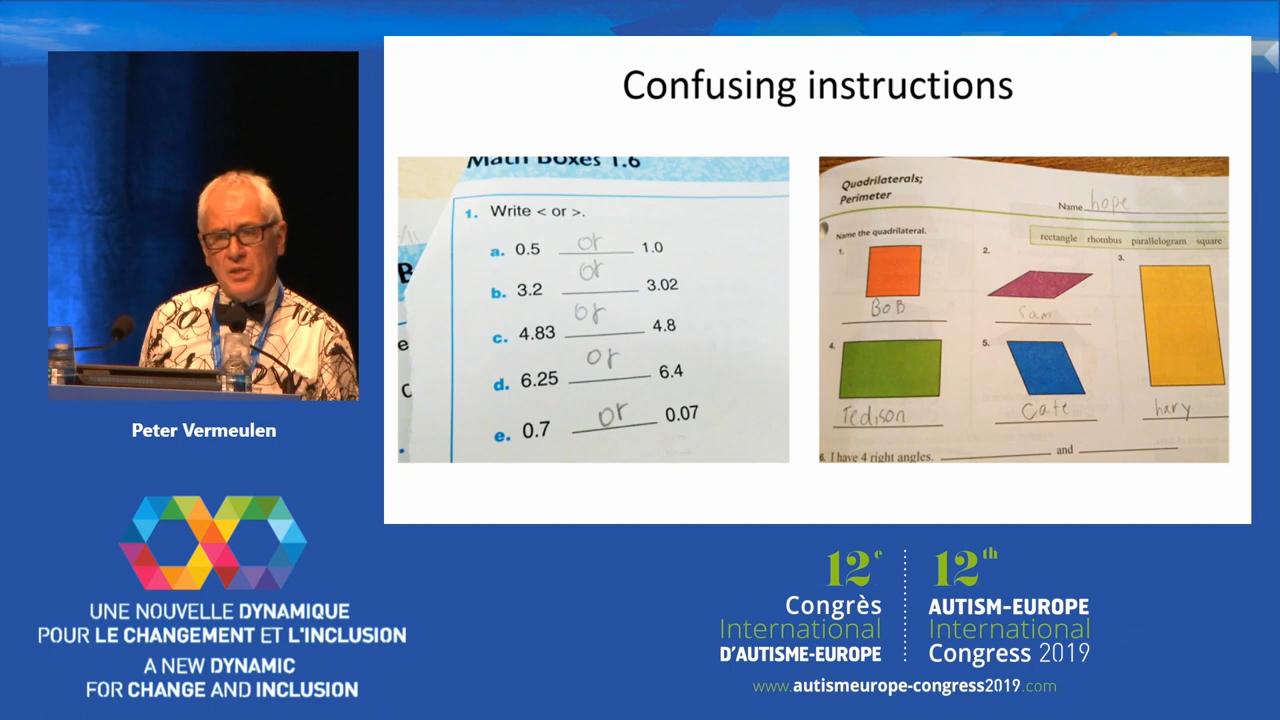 Confusing instructions
Math Boxes 1.6
1. Write < or >.
a. 0.5 or 1.0
b. 3.2 or 3.02
c. 4.83 or 4.8
d. 6.25 or 6.4
e. 0.7 or 0.07
Quadrilaterals;
Perimeter
Name hope
Name the quadrilateral.
rectangle rhombus parallelogram square
1.
2.
3.
BoB
Sam
4.
5.
Tedison
Cate
hary
6. I have 4 right angles. and
Peter Vermeulen
UNE NOUVELLE DYNAMIQUE
POUR LE CHANGEMENT ET L'INCLUSION
A NEW DYNAMIC
FOR CHANGE AND INCLUSION
12e
Congrès
International
D'AUTISME-EUROPE
12th
AUTISM-EUROPE
International
Congress 2019
www.autismeurope-congress2019.com